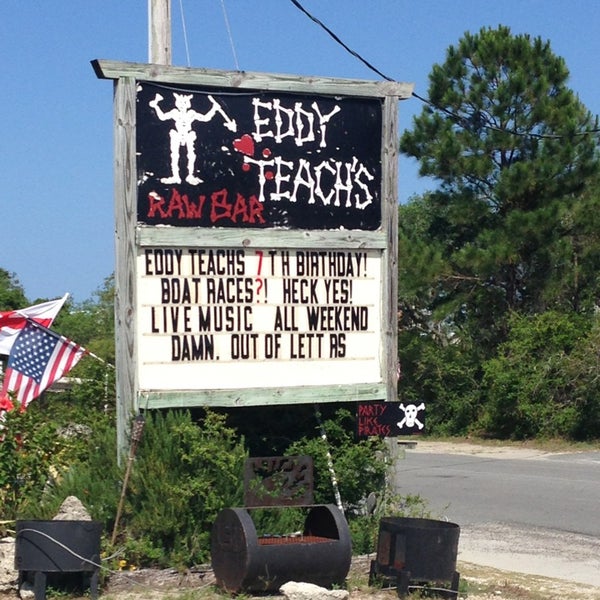 EDDY
TEACH'S
RAW BAR
EDDY TEACHS 7TH BIRTHDAY!
BOAT RACES?! HECK YES!
LIVE MUSIC ALL WEEKEND
DAMN. OUT OF LETT RS
PARTY
LIKE
PIRATES